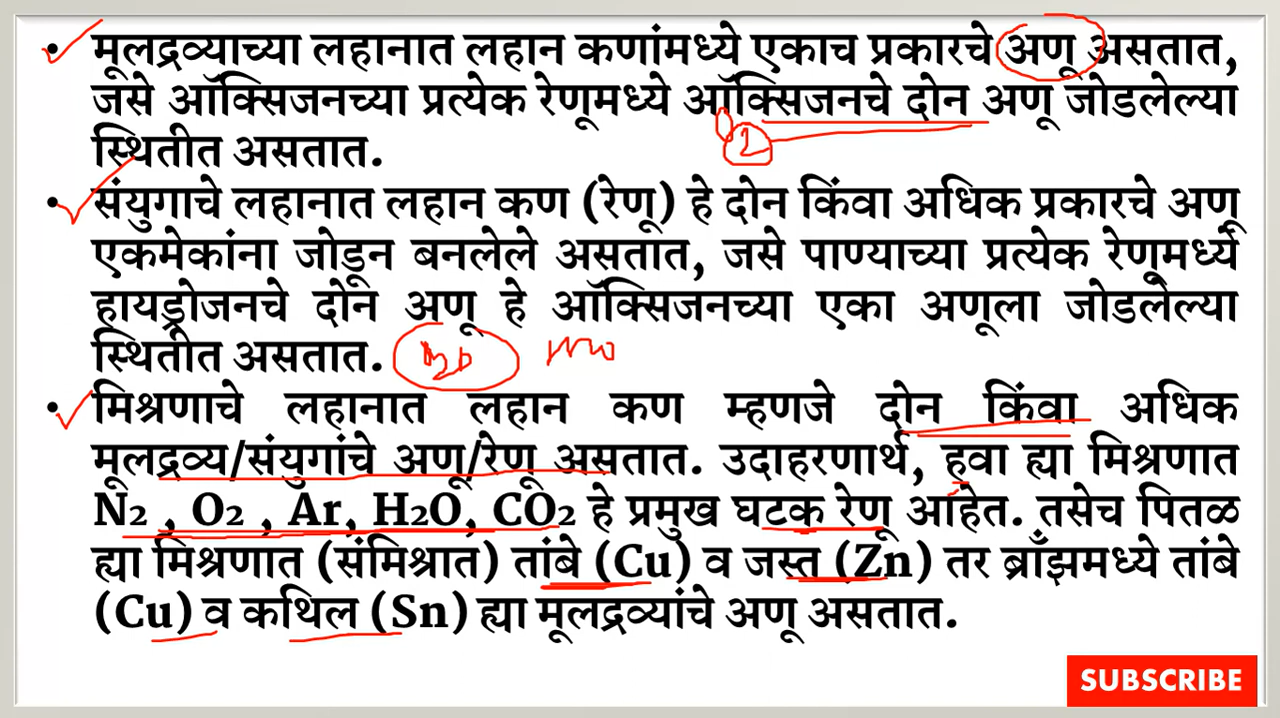 • मूलद्रव्याच्या लहानात लहान कणांमध्ये एकाच प्रकारचे अणू असतात,
जसे ऑक्सिजनच्या प्रत्येक रेणूमध्ये ऑक्सिजनचे दोन अणू जोडलेल्या
स्थितीत असतात.
2
• संयुगाचे लहानात लहान कण (रेणू) हे दोन किंवा अधिक प्रकारचे अणू
एकमेकांना जोडून बनलेले असतात, जसे पाण्याच्या प्रत्येक रेणूमध्ये
हायड्रोजनचे दोन अणू हे ऑक्सिजनच्या एका अणूला जोडलेल्या
स्थितीत असतात.
• मिश्रणाचे लहानात लहान कण म्हणजे दोन किंवा अधिक
मूलद्रव्य/संयुगांचे अणू/रेणू असतात. उदाहरणार्थ, हवा ह्या मिश्रणात
N₂ , O₂ , Ar, H₂O, CO₂ हे प्रमुख घटक रेणू आहेत. तसेच पितळ
ह्या मिश्रणात (संमिश्रात) तांबे (Cu) व जस्त (Zn) तर ब्राँझमध्ये तांबे
(Cu) व कथिल (Sn) ह्या मूलद्रव्यांचे अणू असतात.
SUBSCRIBE